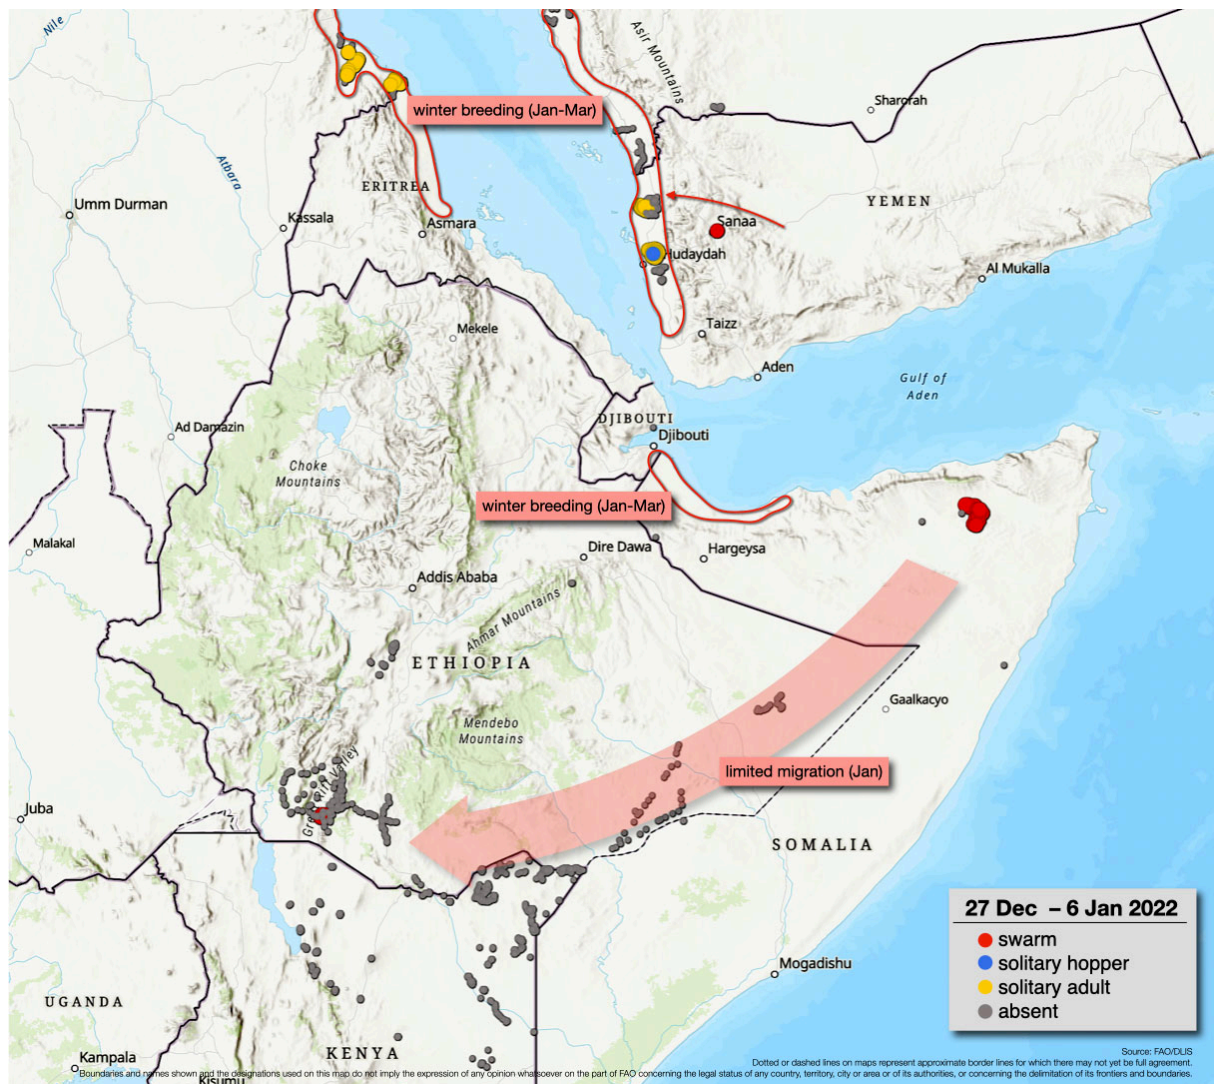 Nile
Asir Mountains
Sharorah
winter breeding (Jan-Mar)
Atbara
ERITREA
YEMEN
Umm Durman
Kassala
Asmara
Sanaa
Hudaydah
Al Mukalla
Mekele
Taizz
Aden
Gulf of
Aden
DJIBOUTI
Djibouti
Ad Damazin
Choke
Mountains
winter breeding (Jan-Mar)
Malakal
Dire Dawa
Hargeysa
Addis Ababa
Ahmar Mountains
ETHIOPIA
Gaalkacyo
Mendebo
Mountains
Great Rift Valley
limited migration (Jan)
Juba
SOMALIA
27 Dec – 6 Jan 2022
swarm
solitary hopper
solitary adult
absent
Mogadishu
UGANDA
KENYA
Kampala
Kisumu
Source: FAO/DLIS
Dotted or dashed lines on maps represent approximate border lines for which there may not yet be full agreement.
Boundaries and names shown and the designations used on this map do not imply the expression of any opinion whatsoever on the part of FAO concerning the legal status of any country, territory, city or area or of its authorities, or concerning the delimitation of its frontiers and boundaries.